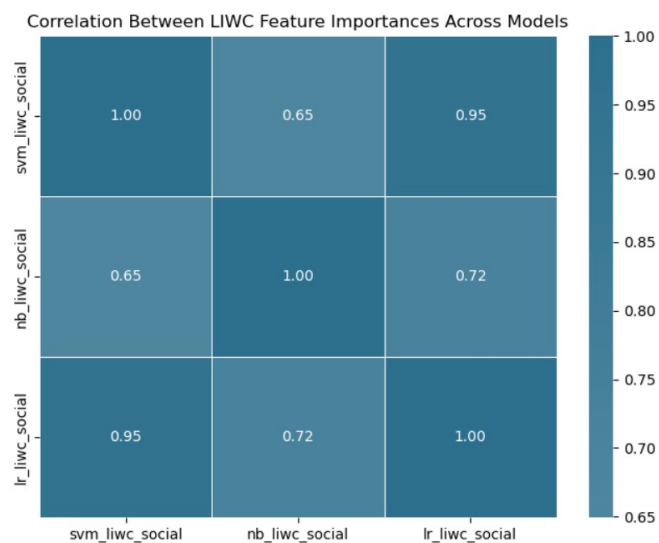 Correlation Between LIWC Feature Importances Across Models
svm_liwc_social
1.00
0.65
0.95
nb_liwc_social
0.65
1.00
0.72
lr_liwc_social
0.95
0.72
1.00
svm_liwc_social
nb_liwc_social
lr_liwc_social
1.00
0.95
0.90
0.85
0.80
0.75
0.70
0.65